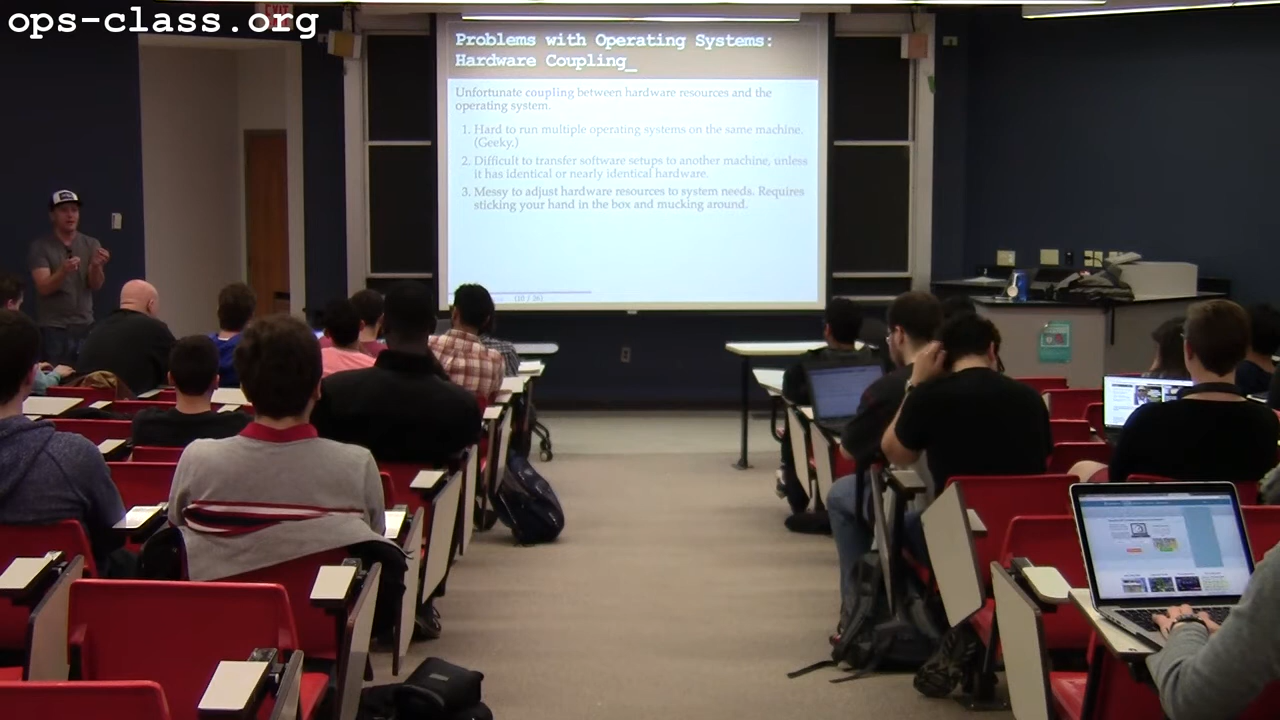 ops-class.org
EXIT
Problems with Operating Systems:
Hardware Coupling_
Unfortunate coupling between hardware resources and the
operating system.
1. Hard to run multiple operating systems on the same machine.
(Geeky.)
2. Difficult to transfer software setups to another machine, unless
it has identical or nearly identical hardware.
3. Messy to adjust hardware resources to system needs. Requires
sticking your hand in the box and mucking around.